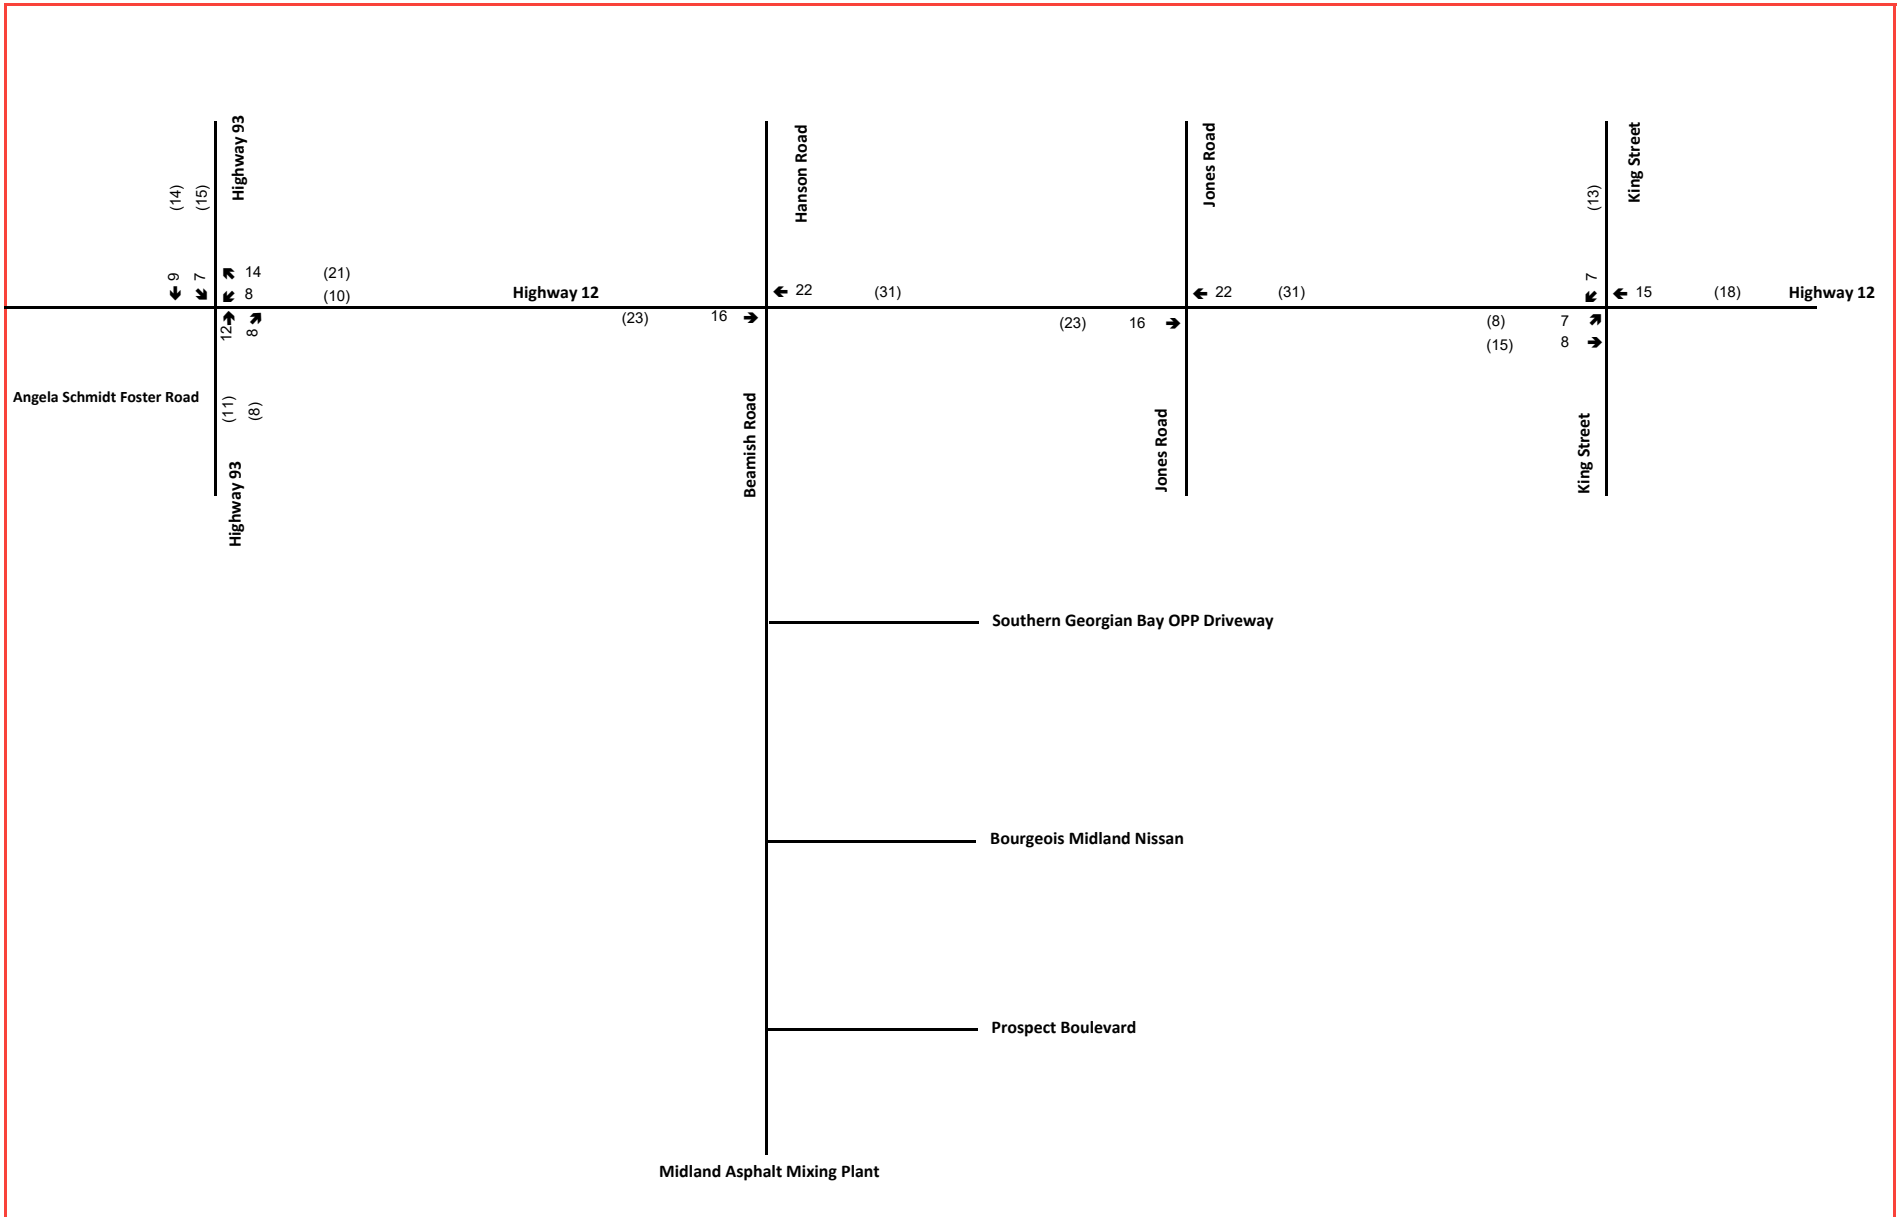 Highway 93
(14)
(15)
9
7
14 (21)
8 (10)
Highway 12
12
8
(11)
(8)
Angela Schmidt Foster Road
Highway 93
Hanson Road
22 (31)
(23) 16
Beamish Road
Jones Road
22 (31)
(23) 16
Jones Road
King Street
(13)
7
15 (18)
Highway 12
(8) 7
(15) 8
King Street
Southern Georgian Bay OPP Driveway
Bourgeois Midland Nissan
Prospect Boulevard
Midland Asphalt Mixing Plant